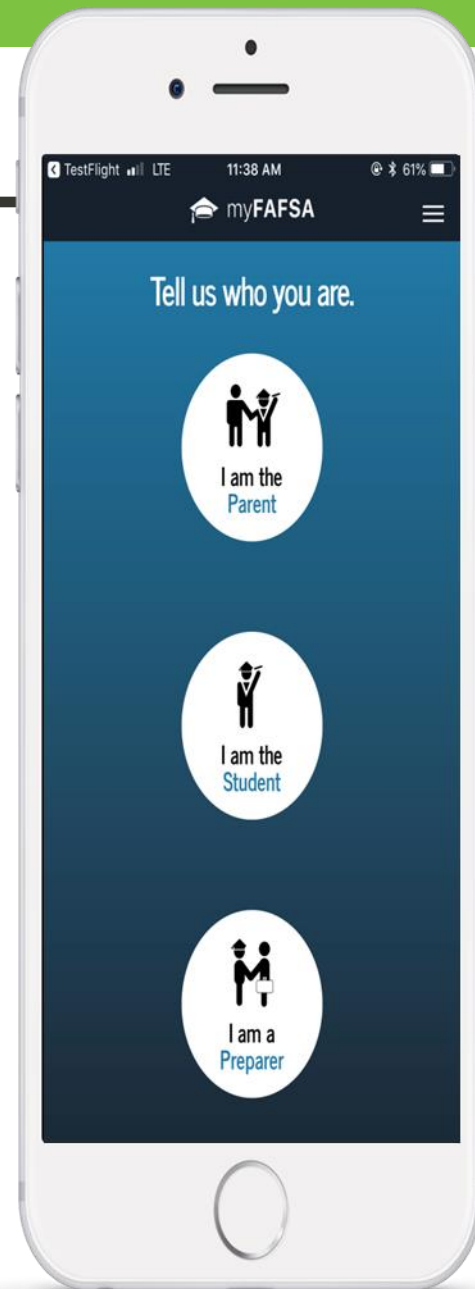 TestFlight LTE 11:38 AM 61%
myFAFSA
Tell us who you are.
I am the
Parent
I am the
Student
I am a
Preparer